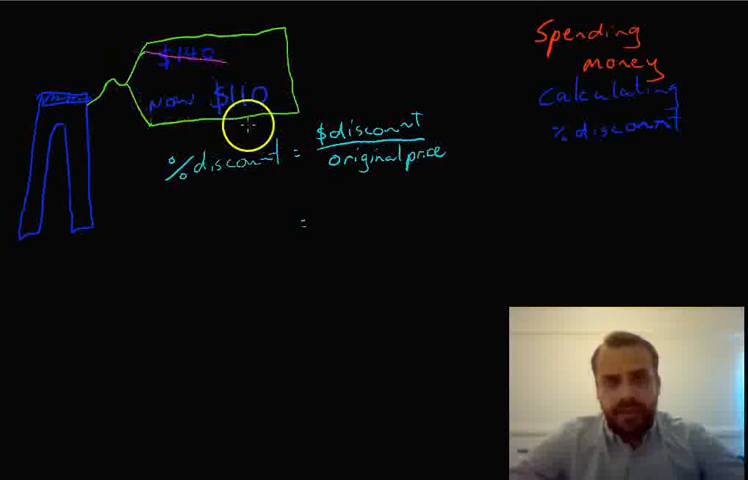 $140
Now $110
% discount = $discount
original price
=
Spending
money
Calculating
% discount